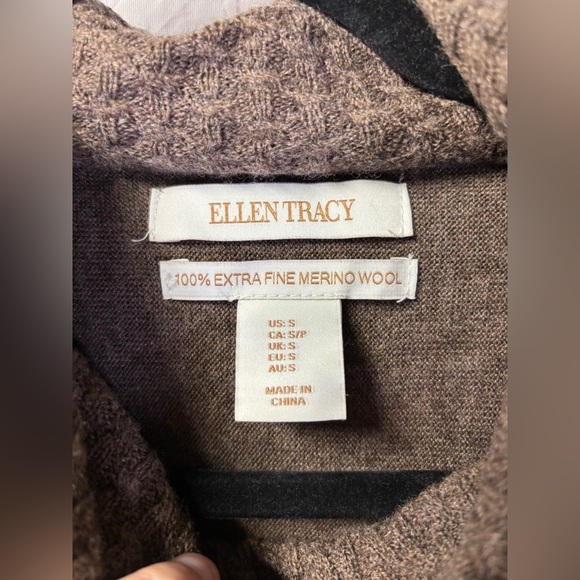 ELLEN TRACY
100% EXTRA FINE MERINO WOOL
US: S
CA: S/P
UK: S
EU: S
AU: S
MADE IN
CHINA